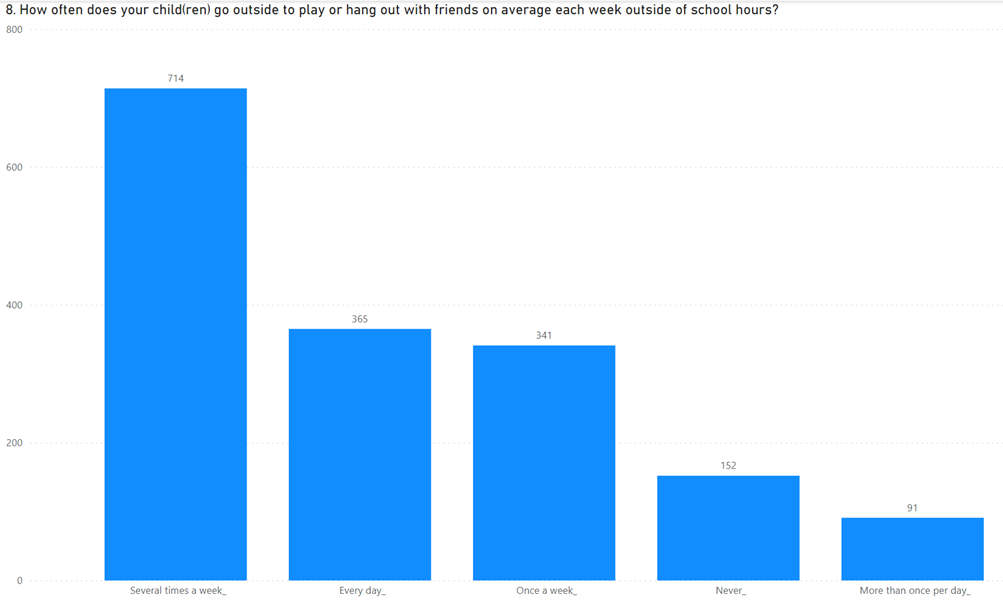 8. How often does your child(ren) go outside to play or hang out with friends on average each week outside of school hours?
800
714
600
400
365
341
200
152
91
0
Several times a week_
Every day_
Once a week_
Never_
More than once per day_